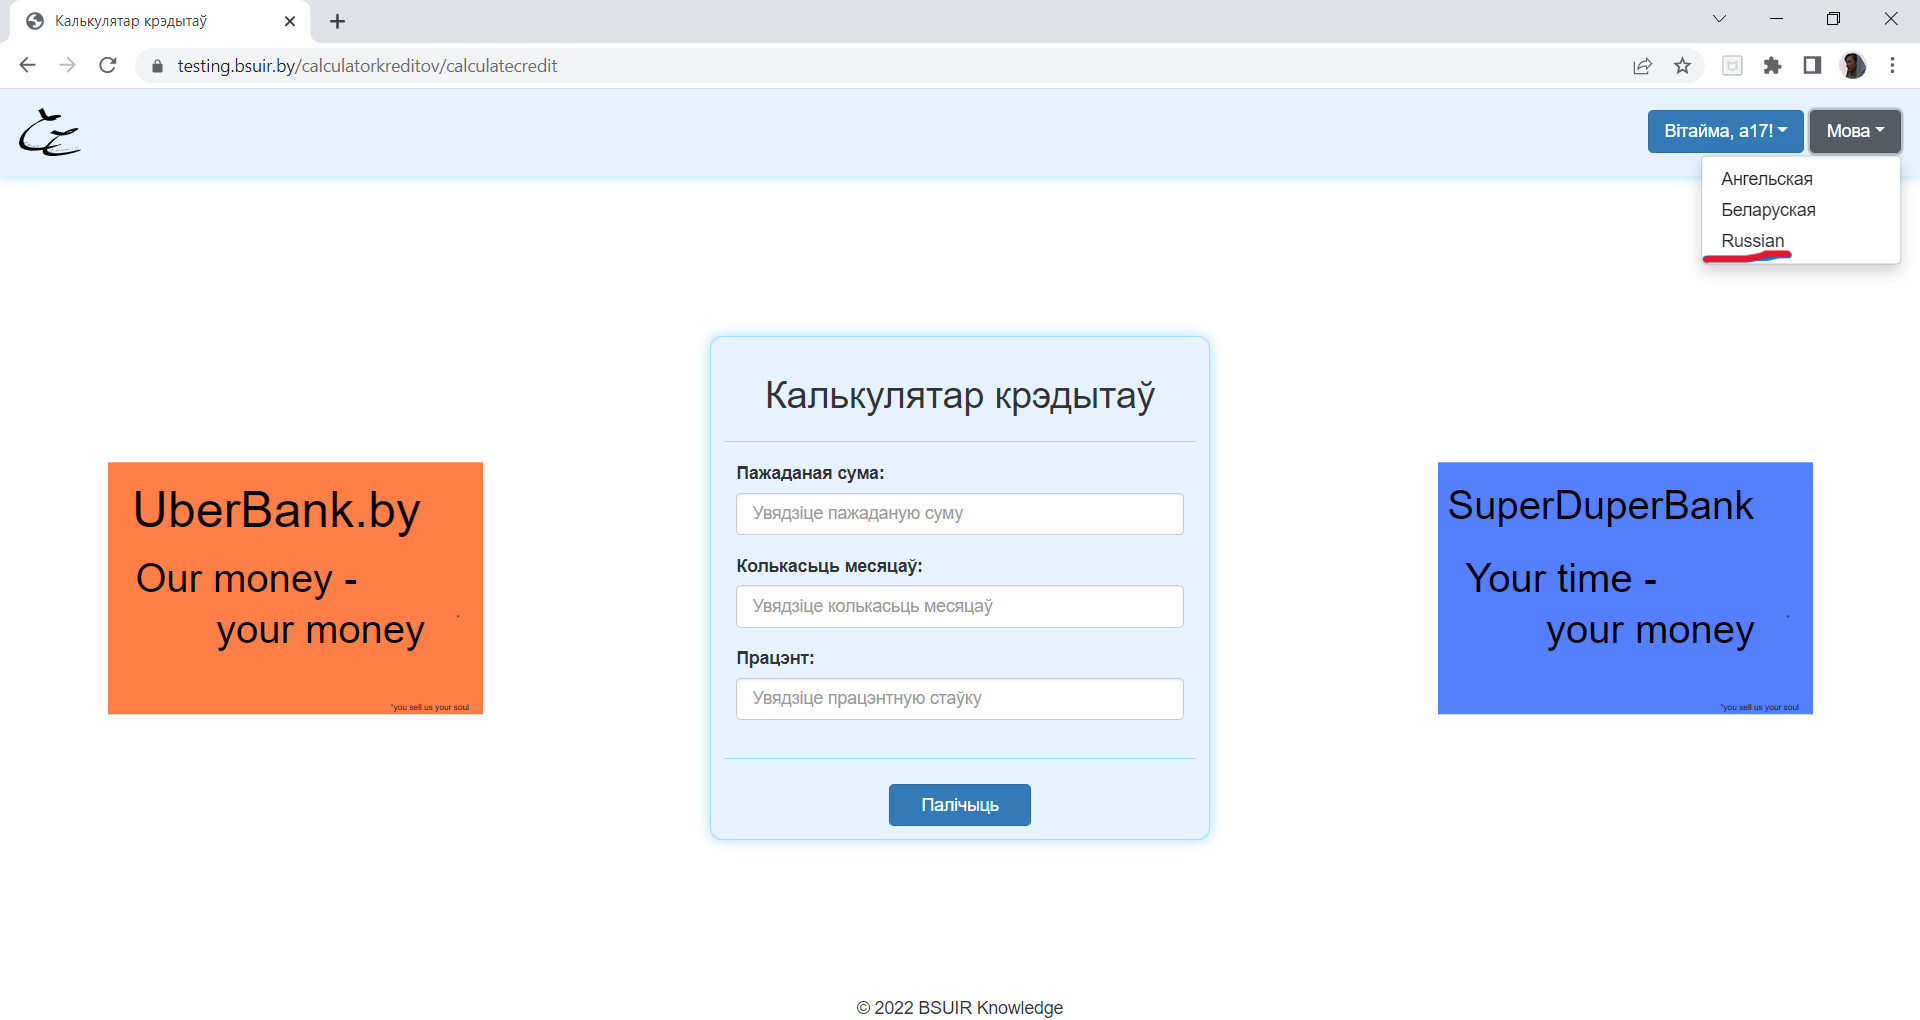 Калькулятар крэдытаў
testing.bsuir.by/calculatorkreditov/calculatecredit
Вітайма, a17!
Мова
Ангельская
Беларуская
Russian
Калькулятар крэдытаў
Пажаданая сума:
Увядзіце пажаданую суму
Колькасьць месяцаў:
Увядзіце колькасьць месяцаў
Працэнт:
Увядзіце працэнтную стаўку
Палічыць
UberBank.by
Our money -
your money
*you sell us your soul
SuperDuperBank
Your time -
your money
*you sell us your soul
© 2022 BSUIR Knowledge